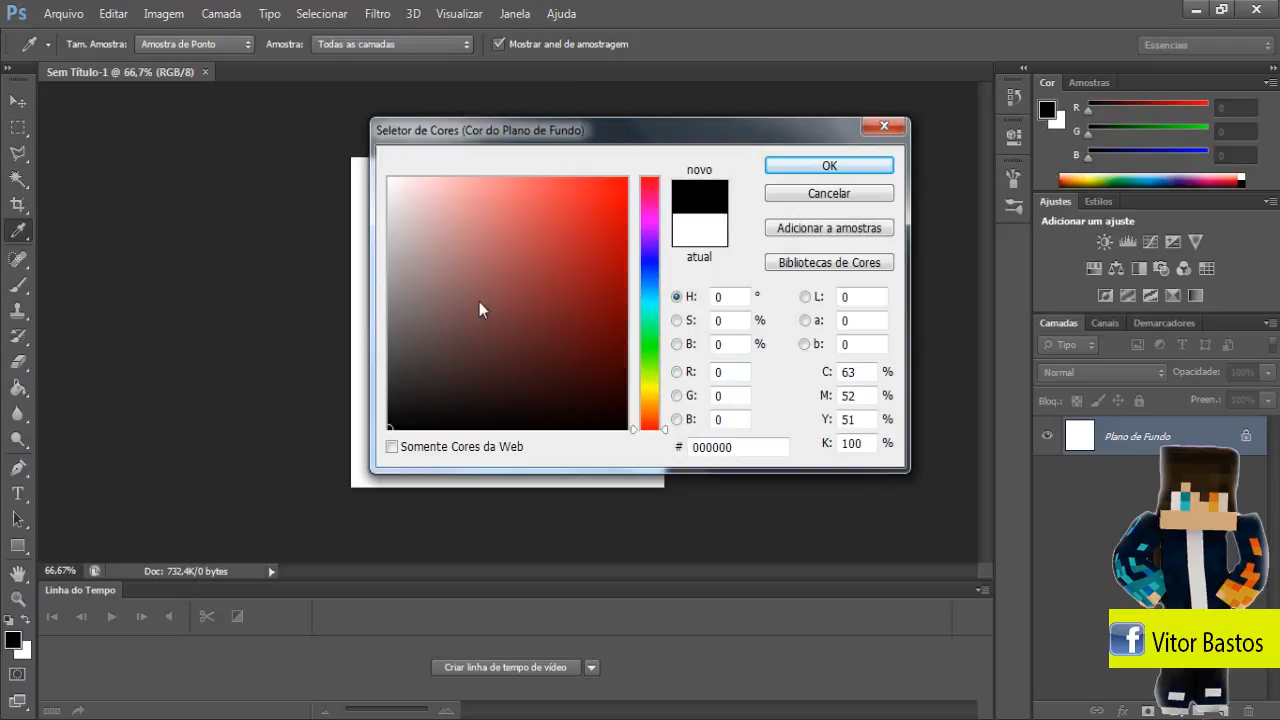 Ps Arquivo Editar Imagem Camada Tipo Selecionar Filtro 3D Visualizar Janela Ajuda
Tam. Amostra: Amostra de Ponto Amostra: Todas as camadas Mostrar anel de amostragem Essenciais
Sem Título-1 @ 66,7% (RGB/8) ×
Cor Amostras
R 0
G 0
B 0
Seletor de Cores (Cor do Plano de Fundo)
novo
atual
OK
Cancelar
Adicionar a amostras
Bibliotecas de Cores
H: 0 °
S: 0 %
B: 0 %
R: 0
G: 0
B: 0
L: 0
a: 0
b: 0
C: 63 %
M: 52 %
Y: 51 %
K: 100 %
# 000000
Somente Cores da Web
Ajustes Estilos
Adicionar um ajuste
Camadas Canais Demarcadores
Tipo
Normal Opacidade: 100%
Bloq.: Preen.: 100%
Plano de Fundo
66,67% Doc: 732,4K/0 bytes
Linha do Tempo
Criar linha de tempo de vídeo
f Vitor Bastos